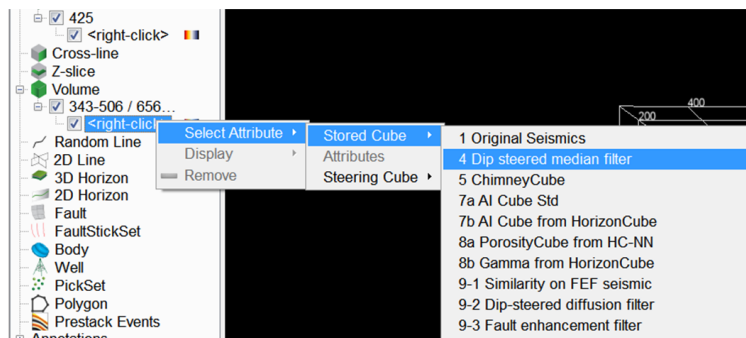 425
<right-click>
Cross-line
Z-slice
Volume
343-506 / 656...
<right-click
Random Line
2D Line
3D Horizon
2D Horizon
Fault
FaultStickSet
Body
Well
PickSet
Polygon
Prestack Events
Annotations
Select Attribute
Display
Remove
Stored Cube
Attributes
Steering Cube
1 Original Seismics
4 Dip steered median filter
5 ChimneyCube
7a AI Cube Std
7b AI Cube from HorizonCube
8a PorosityCube from HC-NN
8b Gamma from HorizonCube
9-1 Similarity on FEF seismic
9-2 Dip-steered diffusion filter
9-3 Fault enhancement filter
400
200